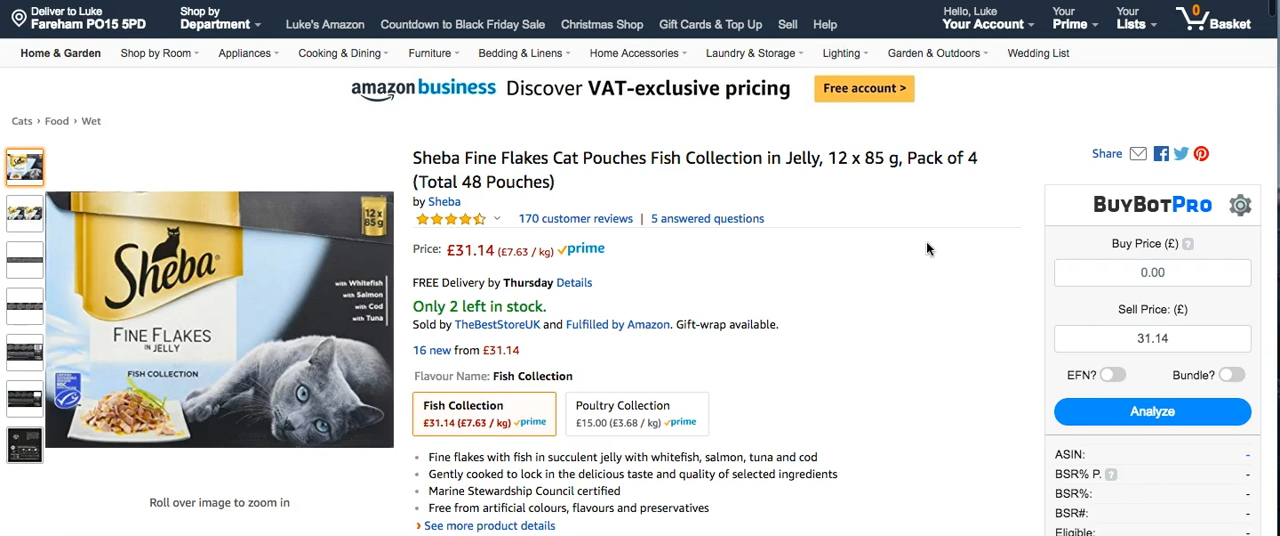 Deliver to Luke
Fareham PO15 5PD
Shop by
Department
Luke's Amazon
Countdown to Black Friday Sale
Christmas Shop
Gift Cards & Top Up
Sell
Help
Hello, Luke
Your Account
Your
Prime
Your
Lists
0
Basket
Home & Garden
Shop by Room
Appliances
Cooking & Dining
Furniture
Bedding & Linens
Home Accessories
Laundry & Storage
Lighting
Garden & Outdoors
Wedding List
amazon business Discover VAT-exclusive pricing
Free account >
Cats › Food › Wet
Sheba
12 x
85 g
with Whitefish
with Salmon
with Cod
with Tuna
FINE FLAKES
IN JELLY
FISH COLLECTION
Roll over image to zoom in
Sheba Fine Flakes Cat Pouches Fish Collection in Jelly, 12 x 85 g, Pack of 4
(Total 48 Pouches)
by Sheba
170 customer reviews | 5 answered questions
Price: £31.14 (£7.63 / kg) prime
FREE Delivery by Thursday Details
Only 2 left in stock.
Sold by TheBestStoreUK and Fulfilled by Amazon. Gift-wrap available.
16 new from £31.14
Flavour Name: Fish Collection
Fish Collection
£31.14 (£7.63 / kg) prime
Poultry Collection
£15.00 (£3.68 / kg) prime
• Fine flakes with fish in succulent jelly with whitefish, salmon, tuna and cod
• Gently cooked to lock in the delicious taste and quality of selected ingredients
• Marine Stewardship Council certified
• Free from artificial colours, flavours and preservatives
› See more product details
Share
BUYBOTPRO
Buy Price (£) ?
0.00
Sell Price: (£)
31.14
EFN?
Bundle?
Analyze
ASIN: -
BSR% P. ? -
BSR%: -
BSR#: -
Eligible: -